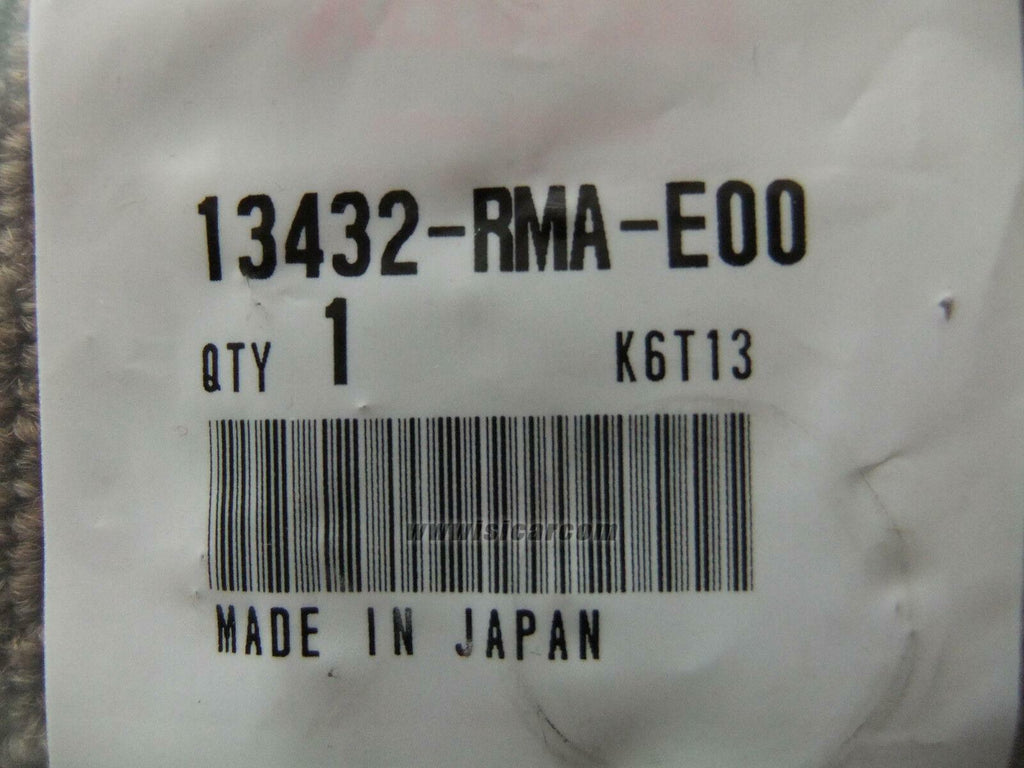 13432-RMA-E00
QTY 1 K6T13
www.isicar.com
MADE IN JAPAN